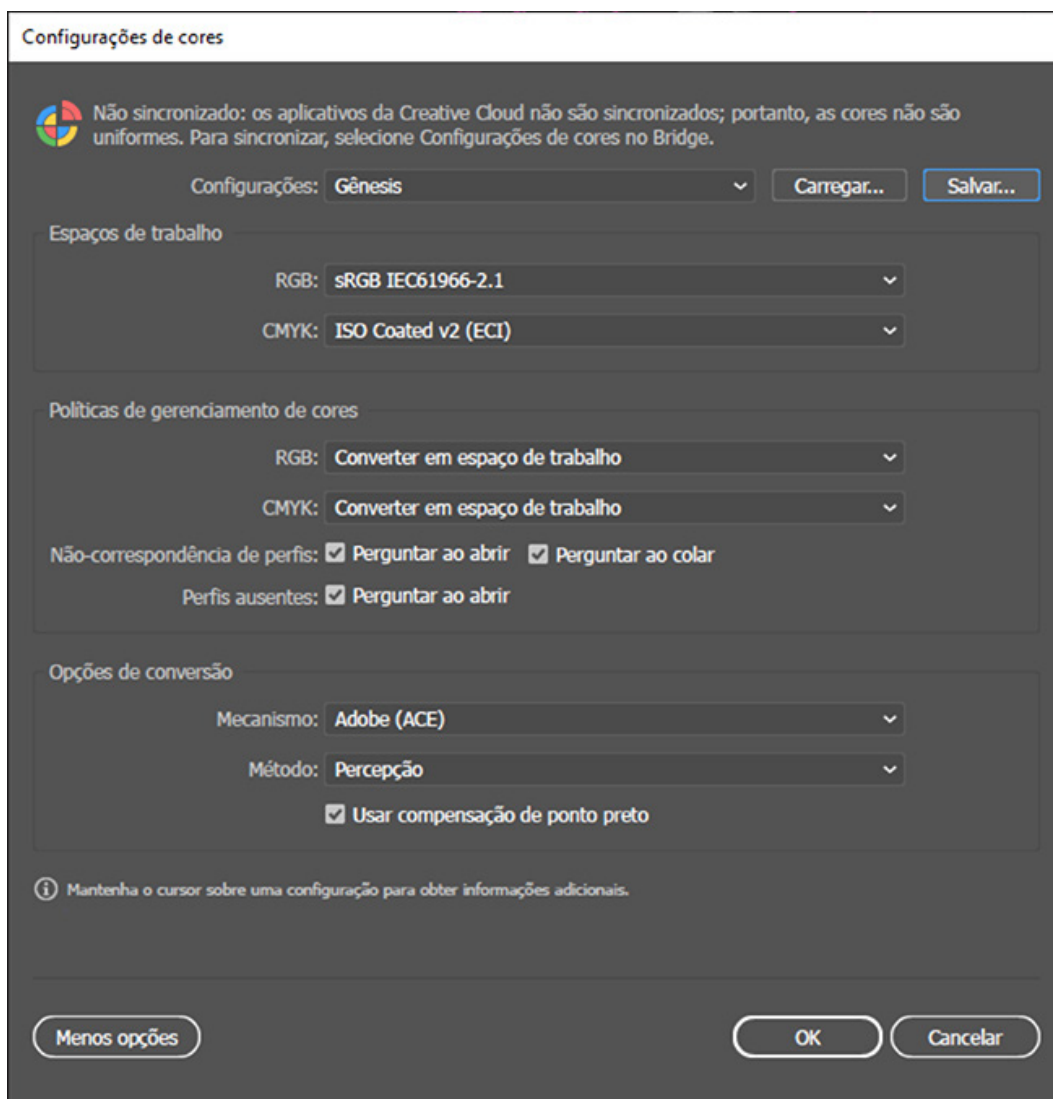 Configurações de cores
Não sincronizado: os aplicativos da Creative Cloud não são sincronizados; portanto, as cores não são
uniformes. Para sincronizar, selecione Configurações de cores no Bridge.
Configurações: Gênesis Carregar... Salvar...
Espaços de trabalho
RGB: sRGB IEC61966-2.1
CMYK: ISO Coated v2 (ECI)
Políticas de gerenciamento de cores
RGB: Converter em espaço de trabalho
CMYK: Converter em espaço de trabalho
Não-correspondência de perfis: Perguntar ao abrir Perguntar ao colar
Perfis ausentes: Perguntar ao abrir
Opções de conversão
Mecanismo: Adobe (ACE)
Método: Percepção
Usar compensação de ponto preto
Mantenha o cursor sobre uma configuração para obter informações adicionais.
Menos opções OK Cancelar